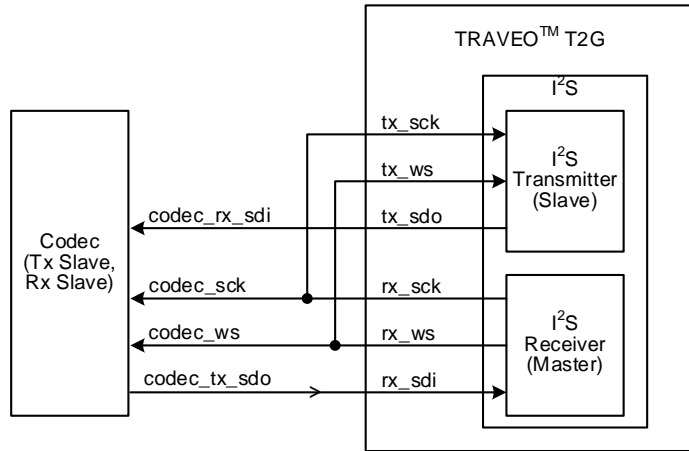 TRAVEO™ T2G
I²S
tx_sck
I²S
Transmitter
(Slave)
tx_ws
codec_rx_sdi
tx_sdo
Codec
(Tx Slave,
Rx Slave)
codec_sck
rx_sck
I²S
Receiver
(Master)
codec_ws
rx_ws
codec_tx_sdo
rx_sdi